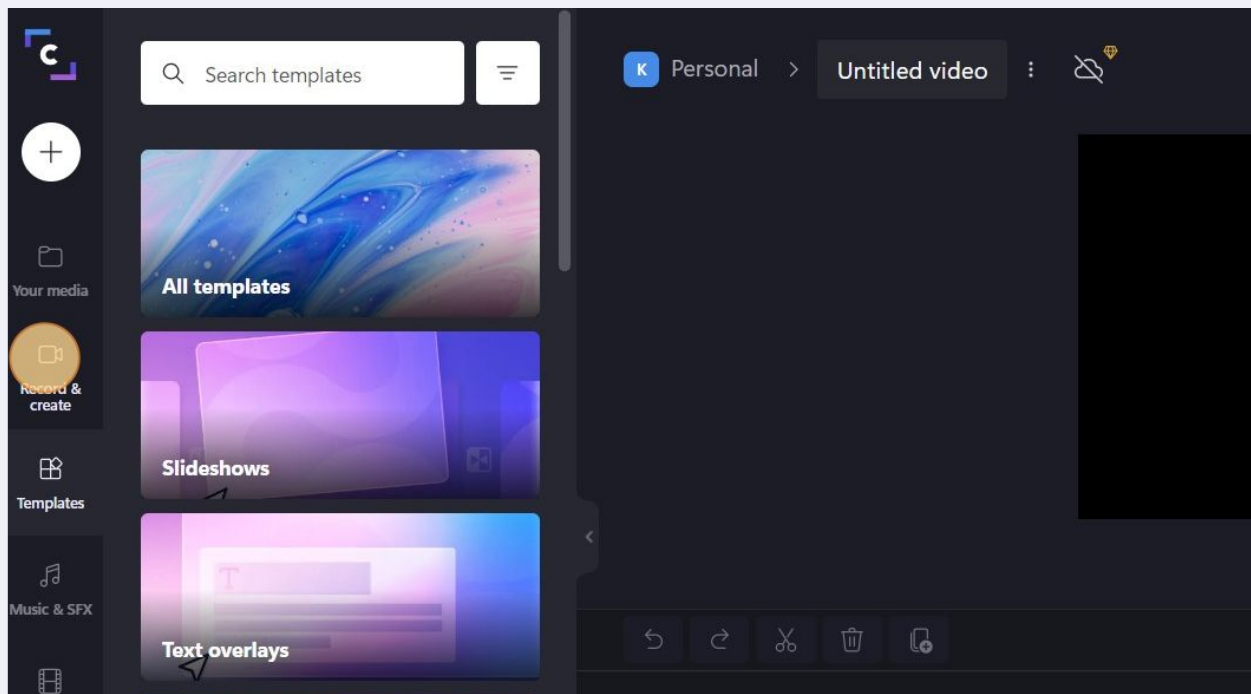 C
Search templates
K Personal > Untitled video
Your media
Record &
create
Templates
Music & SFX
All templates
Slideshows
T
Text overlays